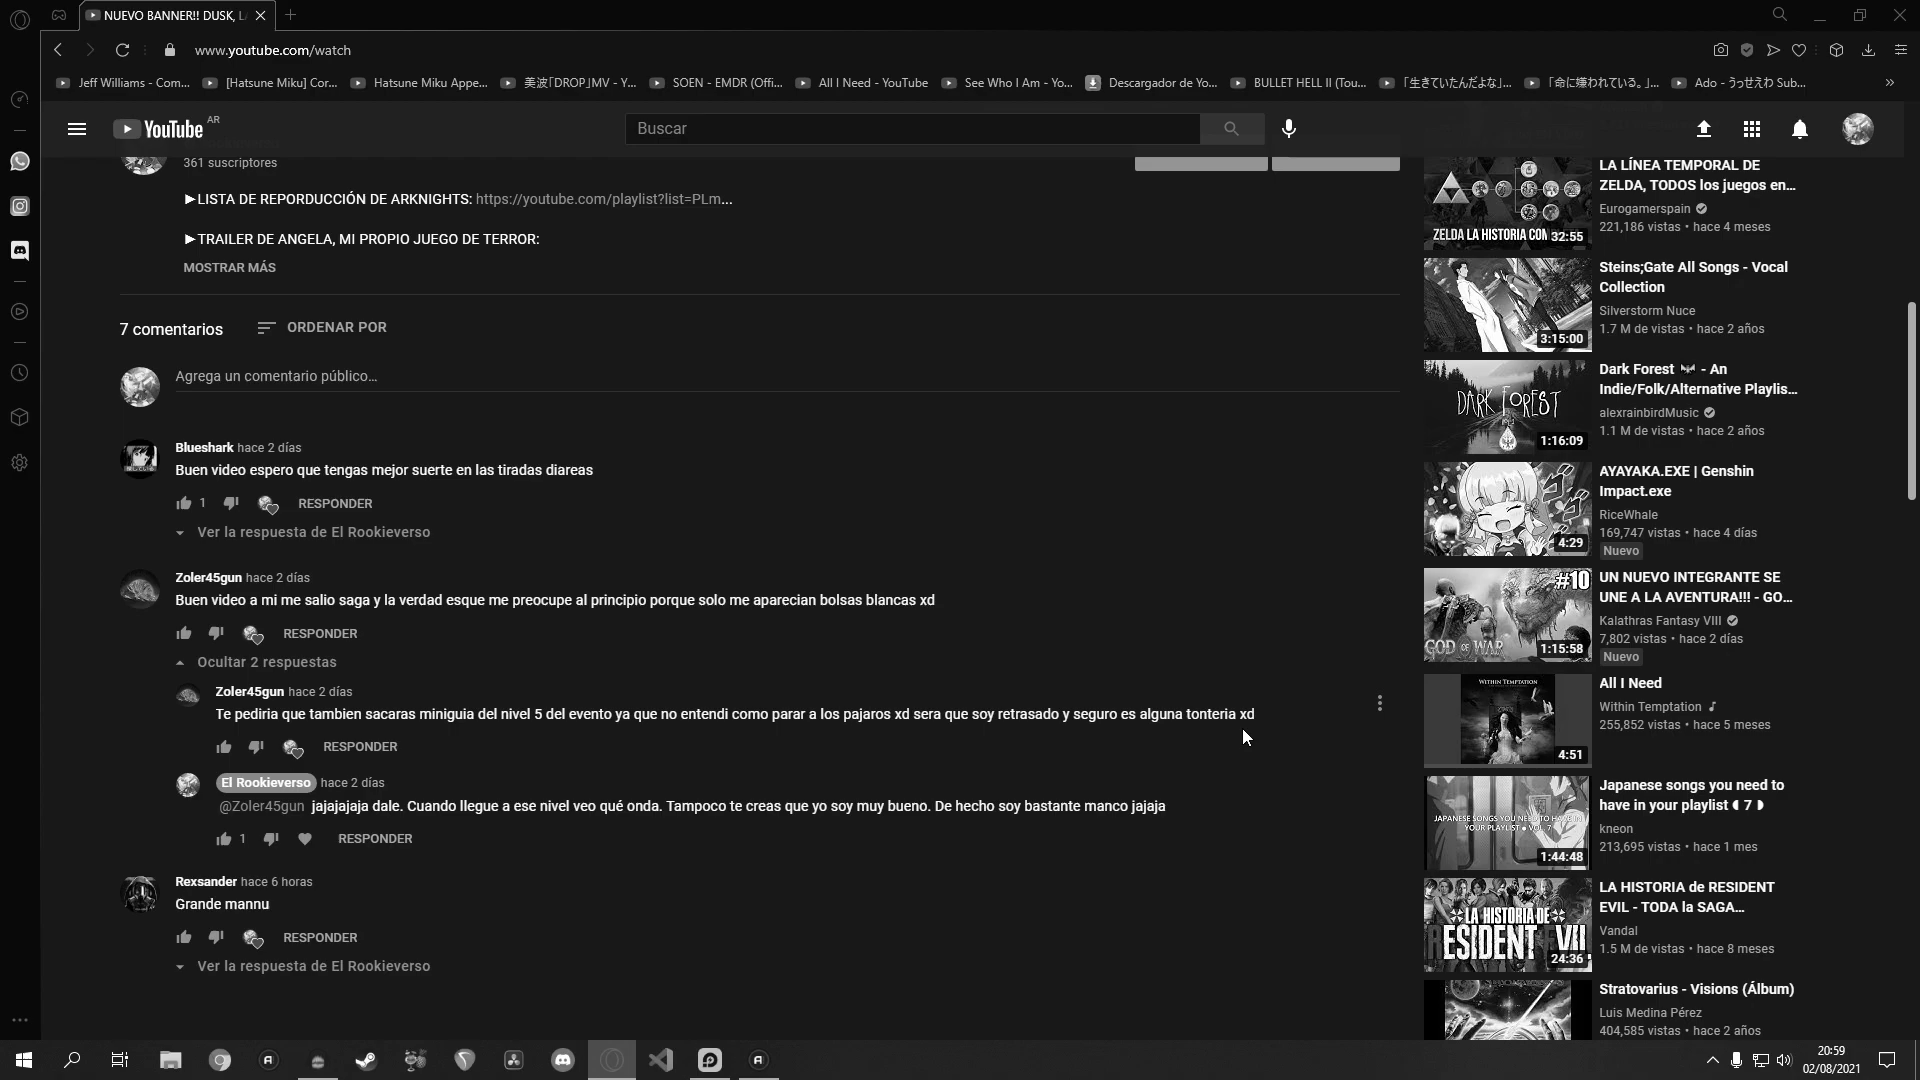 NUEVO BANNER!! DUSK, L
www.youtube.com/watch
Jeff Williams - Com...
[Hatsune Miku] Cor...
Hatsune Miku Appe...
美波「DROP」MV - Y...
SOEN - EMDR (Offi...
All I Need - YouTube
See Who I Am - Yo...
Descargador de Yo...
BULLET HELL II (Tou...
「生きていたんだよな」...
「命に嫌われている。」...
Ado - うっせえわ Sub...
YouTube AR
Buscar
361 suscriptores
►LISTA DE REPORDUCCIÓN DE ARKNIGHTS: https://youtube.com/playlist?list=PLm...
►TRAILER DE ANGELA, MI PROPIO JUEGO DE TERROR:
MOSTRAR MÁS
7 comentarios
ORDENAR POR
Agrega un comentario público...
Blueshark hace 2 días
Buen video espero que tengas mejor suerte en las tiradas diareas
1
RESPONDER
Ver la respuesta de El Rookieverso
Zoler45gun hace 2 días
Buen video a mi me salio saga y la verdad esque me preocupe al principio porque solo me aparecian bolsas blancas xd
RESPONDER
Ocultar 2 respuestas
Zoler45gun hace 2 días
Te pediria que tambien sacaras miniguia del nivel 5 del evento ya que no entendi como parar a los pajaros xd sera que soy retrasado y seguro es alguna tonteria xd
RESPONDER
El Rookieverso hace 2 días
@Zoler45gun jajajajaja dale. Cuando llegue a ese nivel veo qué onda. Tampoco te creas que yo soy muy bueno. De hecho soy bastante manco jajaja
1
RESPONDER
Rexsander hace 6 horas
Grande mannu
RESPONDER
Ver la respuesta de El Rookieverso
ZELDA LA HISTORIA COM
32:55
LA LÍNEA TEMPORAL DE
ZELDA, TODOS los juegos en...
Eurogamerspain
221,186 vistas • hace 4 meses
3:15:00
Steins;Gate All Songs - Vocal
Collection
Silverstorm Nuce
1.7 M de vistas • hace 2 años
DARK FOREST
1:16:09
Dark Forest - An
Indie/Folk/Alternative Playlis...
alexrainbirdMusic
1.1 M de vistas • hace 2 años
4:29
AYAYAKA.EXE | Genshin
Impact.exe
RiceWhale
169,747 vistas • hace 4 días
Nuevo
#10
GOD OF WAR
1:15:58
UN NUEVO INTEGRANTE SE
UNE A LA AVENTURA!!! - GO...
Kalathras Fantasy VIII
7,802 vistas • hace 2 días
Nuevo
WITHIN TEMPTATION
4:51
All I Need
Within Temptation
255,852 vistas • hace 5 meses
JAPANESE SONGS YOU NEED TO HAVE IN
YOUR PLAYLIST ● VOL. 7
1:44:48
Japanese songs you need to
have in your playlist ◖ 7 ◗
kneon
213,695 vistas • hace 1 mes
LA HISTORIA DE
RESIDENT
VII
24:36
LA HISTORIA de RESIDENT
EVIL - TODA la SAGA...
Vandal
1.5 M de vistas • hace 8 meses
Stratovarius - Visions (Álbum)
Luis Medina Pérez
404,585 vistas • hace 2 años
20:59
02/08/2021